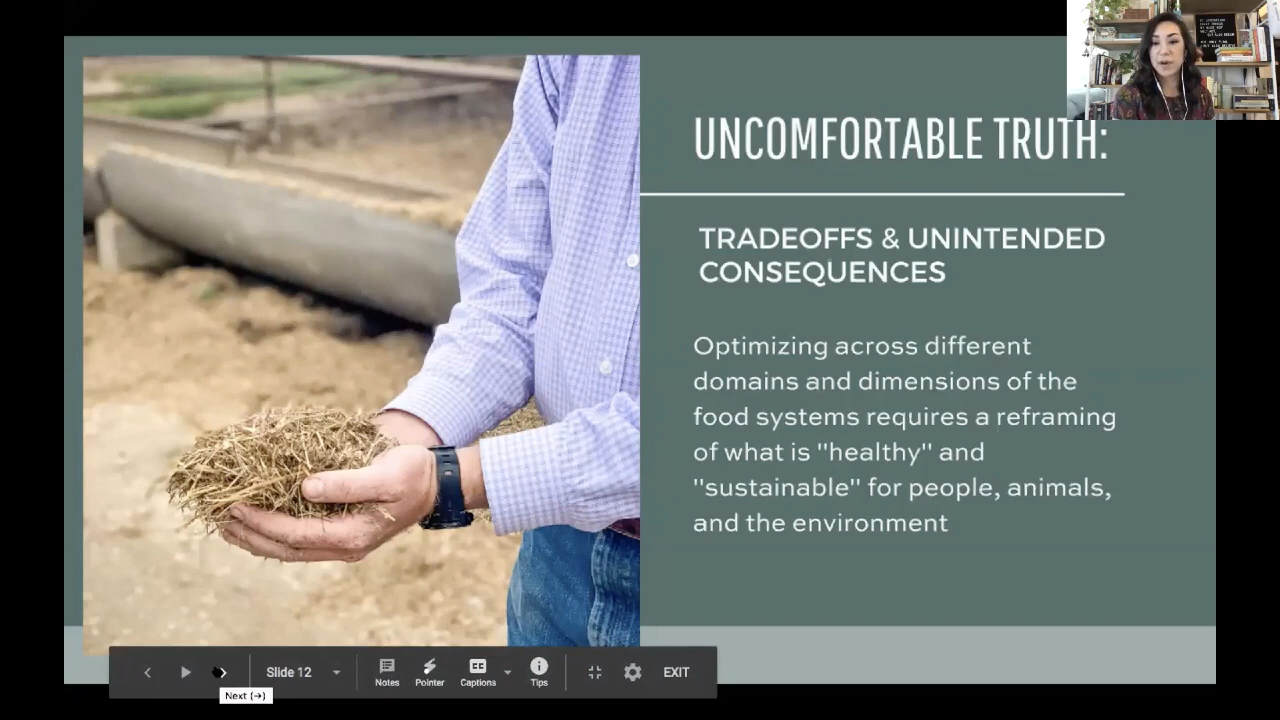 UNCOMFORTABLE TRUTH:
TRADEOFFS & UNINTENDED
CONSEQUENCES
Optimizing across different
domains and dimensions of the
food systems requires a reframing
of what is "healthy" and
"sustainable" for people, animals,
and the environment
Slide 12
Notes
Pointer
CC
Captions
Tips
EXIT
Next (→)